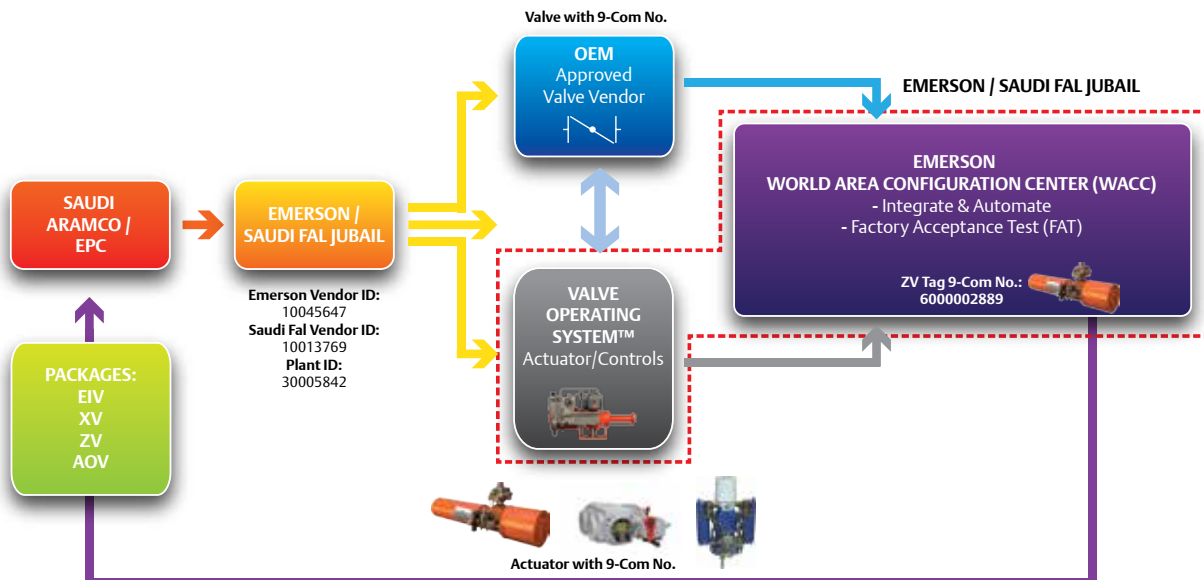 Valve with 9-Com No.
OEM
Approved
Valve Vendor
EMERSON / SAUDI FAL JUBAIL
EMERSON
WORLD AREA CONFIGURATION CENTER (WACC)
- Integrate & Automate
- Factory Acceptance Test (FAT)
ZV Tag 9-Com No.:
6000002889
SAUDI
ARAMCO /
EPC
EMERSON /
SAUDI FAL JUBAIL
Emerson Vendor ID:
10045647
Saudi Fal Vendor ID:
10013769
Plant ID:
30005842
VALVE
OPERATING
SYSTEM™
Actuator/Controls
PACKAGES:
EIV
XV
ZV
AOV
Actuator with 9-Com No.